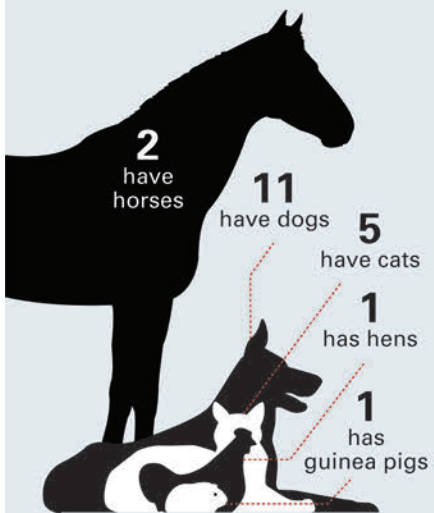 2
have
horses
11
have dogs
5
have cats
1
has hens
1
has
guinea pigs